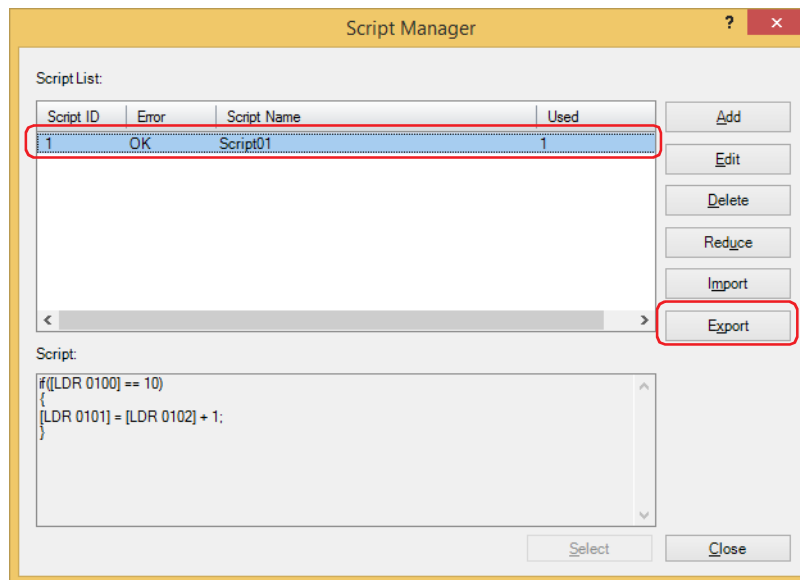 Script Manager
?
Script List:
Script ID Error Script Name Used
1 OK Script01 1
Add
Edit
Delete
Reduce
Import
Export
Script:
if([LDR 0100] == 10)
{
[LDR 0101] = [LDR 0102] + 1;
}
Select
Close